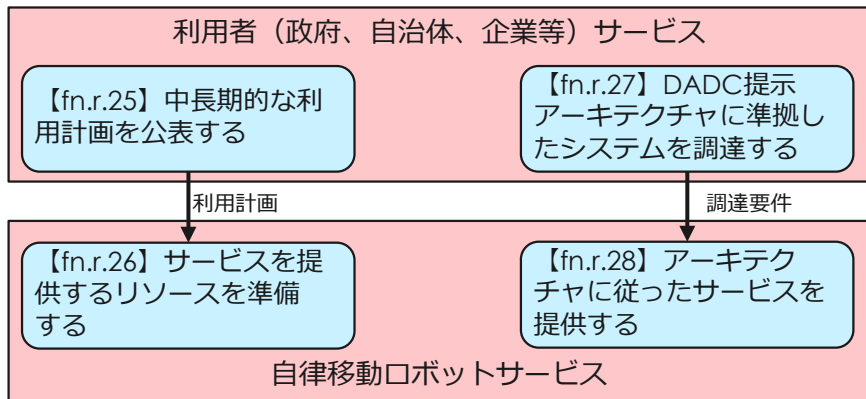 利用者（政府、自治体、企業等）サービス
【fn.r.25】中長期的な利
用計画を公表する
【fn.r.27】DADC提示
アーキテクチャに準拠し
たシステムを調達する
利用計画
調達要件
【fn.r.26】サービスを提
供するリソースを準備
する
【fn.r.28】アーキテク
チャに従ったサービスを
提供する
自律移動ロボットサービス